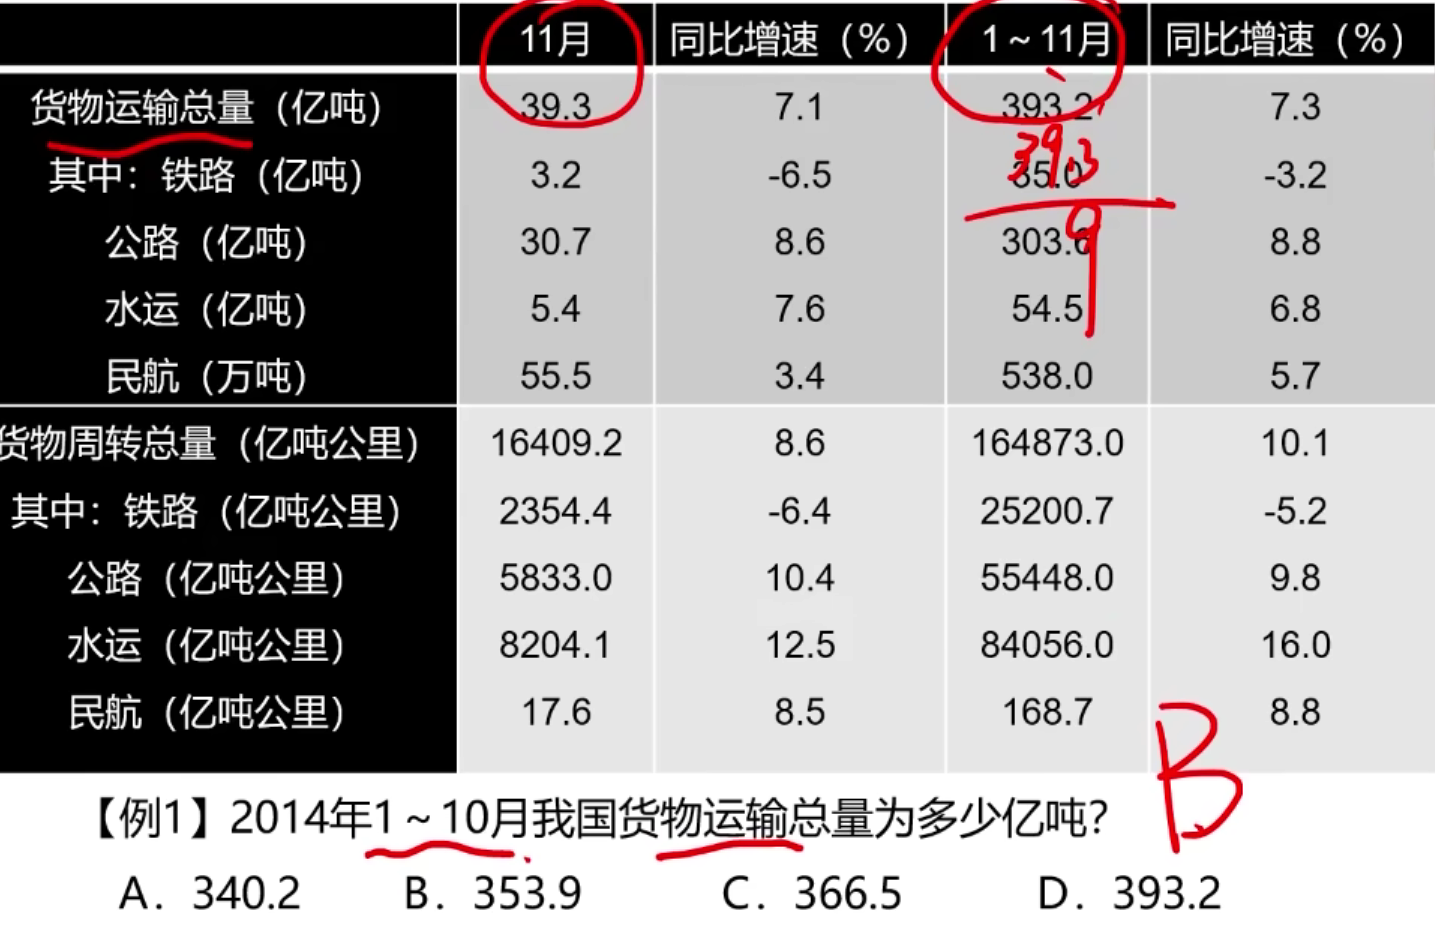 11月 同比增速（%） 1～11月 同比增速（%）
货物运输总量（亿吨） 39.3 7.1 393.2 7.3
39.3
其中：铁路（亿吨） 3.2 -6.5 35.0 -3.2
9
公路（亿吨） 30.7 8.6 303.6 8.8
水运（亿吨） 5.4 7.6 54.5 6.8
民航（万吨） 55.5 3.4 538.0 5.7
货物周转总量（亿吨公里） 16409.2 8.6 164873.0 10.1
其中：铁路（亿吨公里） 2354.4 -6.4 25200.7 -5.2
公路（亿吨公里） 5833.0 10.4 55448.0 9.8
水运（亿吨公里） 8204.1 12.5 84056.0 16.0
民航（亿吨公里） 17.6 8.5 168.7 8.8
B
【例1】2014年1～10月我国货物运输总量为多少亿吨?
A. 340.2 B. 353.9 C. 366.5 D. 393.2